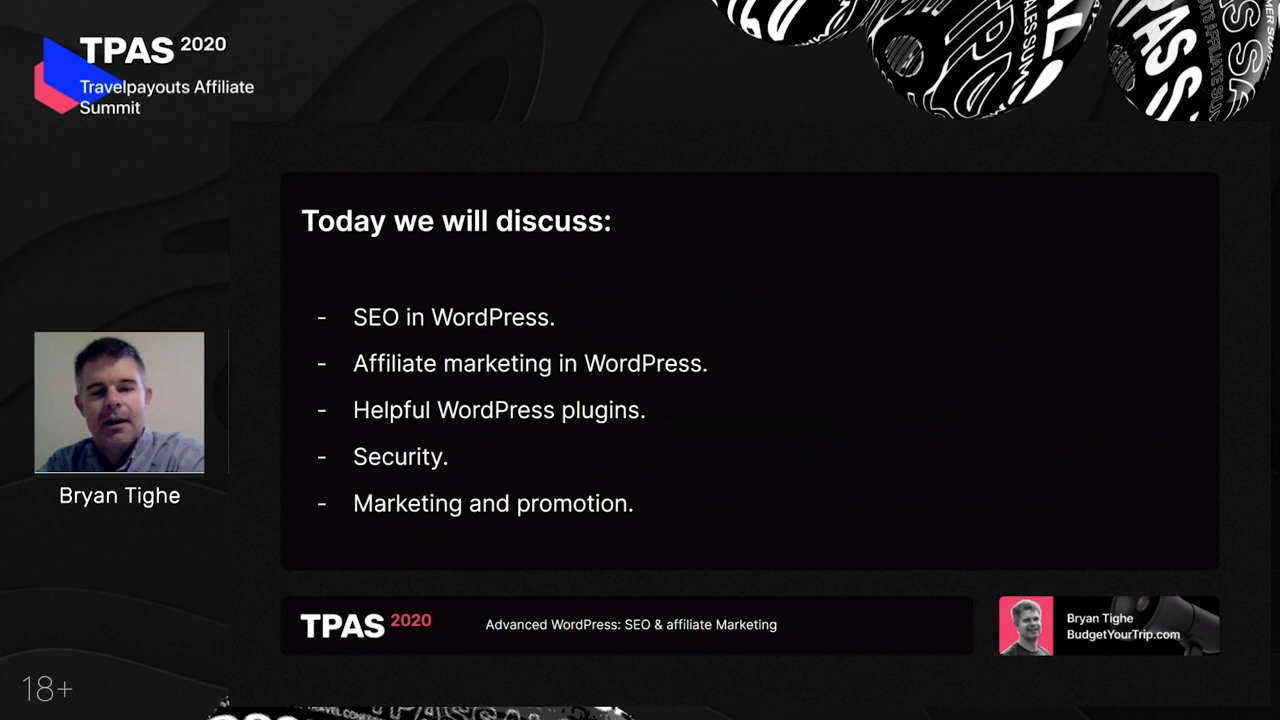 TPAS 2020
Travelpayouts Affiliate
Summit
Today we will discuss:
- SEO in WordPress.
- Affiliate marketing in WordPress.
- Helpful WordPress plugins.
- Security.
- Marketing and promotion.
Bryan Tighe
TPAS 2020
Advanced WordPress: SEO & affiliate Marketing
Bryan Tighe
BudgetYourTrip.com
18+